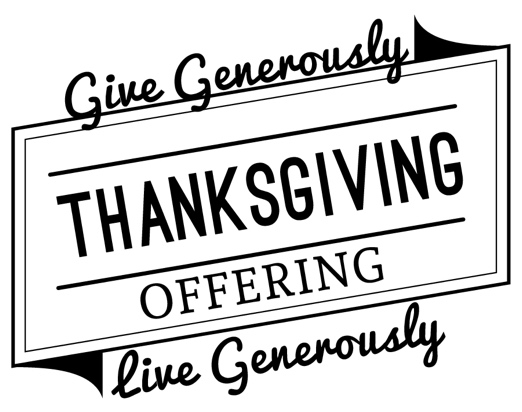 Give Generously
THANKSGIVING
OFFERING
Live Generously